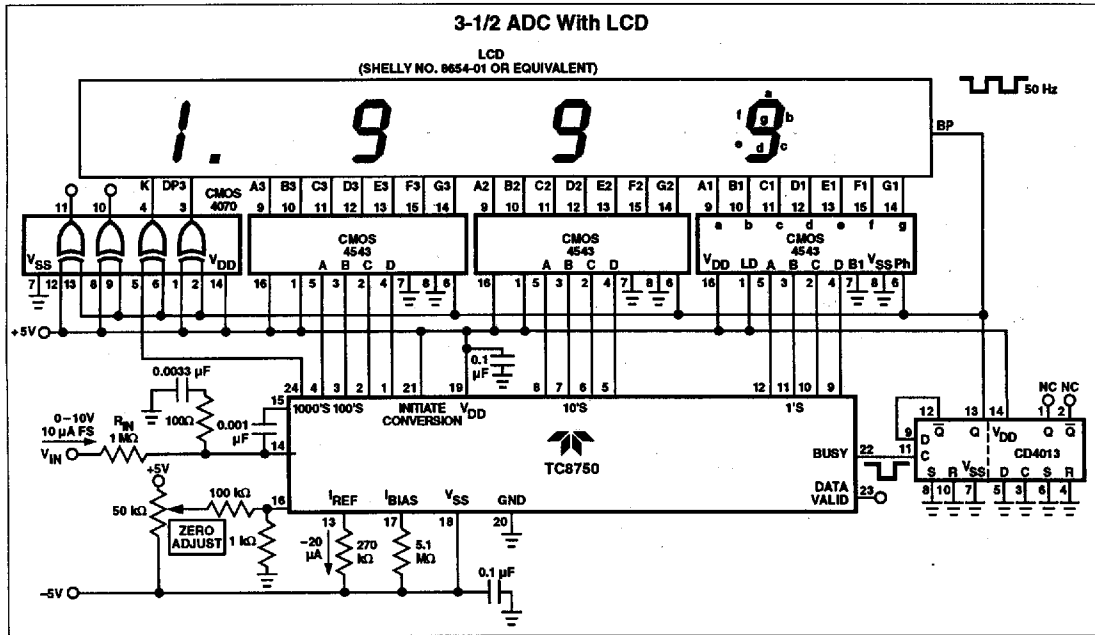 3-1/2 ADC With LCD
LCD
(SHELLY NO. 8654-01 OR EQUIVALENT)
50 Hz
1. 9 9 9
a
f g b
e d c
BP
K DP3 CMOS 4070
A3 B3 C3 D3 E3 F3 G3
A2 B2 C2 D2 E2 F2 G2
A1 B1 C1 D1 E1 F1 G1
11 10 4 3
9 10 11 12 13 15 14
9 10 11 12 13 15 14
9 10 11 12 13 15 14
a b c d e f g
CMOS 4543
CMOS 4543
CMOS 4543
VSS VDD
A B C D
A B C D
VDD LD A B C D B1 VSS Ph
7 12 13 8 9 5 6 1 2 14
16 1 5 3 2 4 7 8 6
16 1 5 3 2 4 7 8 6
16 1 5 3 2 4 7 8 6
+5V
0.0033 µF
100Ω
0.001 µF
0.1 µF
24 4 3 2 1 21 19 8 7 6 5 12 11 10 9
15
1000'S 100'S INITIATE CONVERSION VDD 10'S 1'S
0–10V
10 µA FS
RIN
1 MΩ
VIN
14
TC8750
BUSY 22
DATA VALID 23
NC NC
12 13 14 1 2
Q Q VDD Q Q
9 D
11 C
CD4013
S R VSS D C S R
8 10 7 5 3 6 4
+5V
50 kΩ
100 kΩ
16
ZERO ADJUST
1 kΩ
IREF IBIAS VSS GND
13 17 18 20
–20 µA
270 kΩ
5.1 MΩ
0.1 µF
–5V